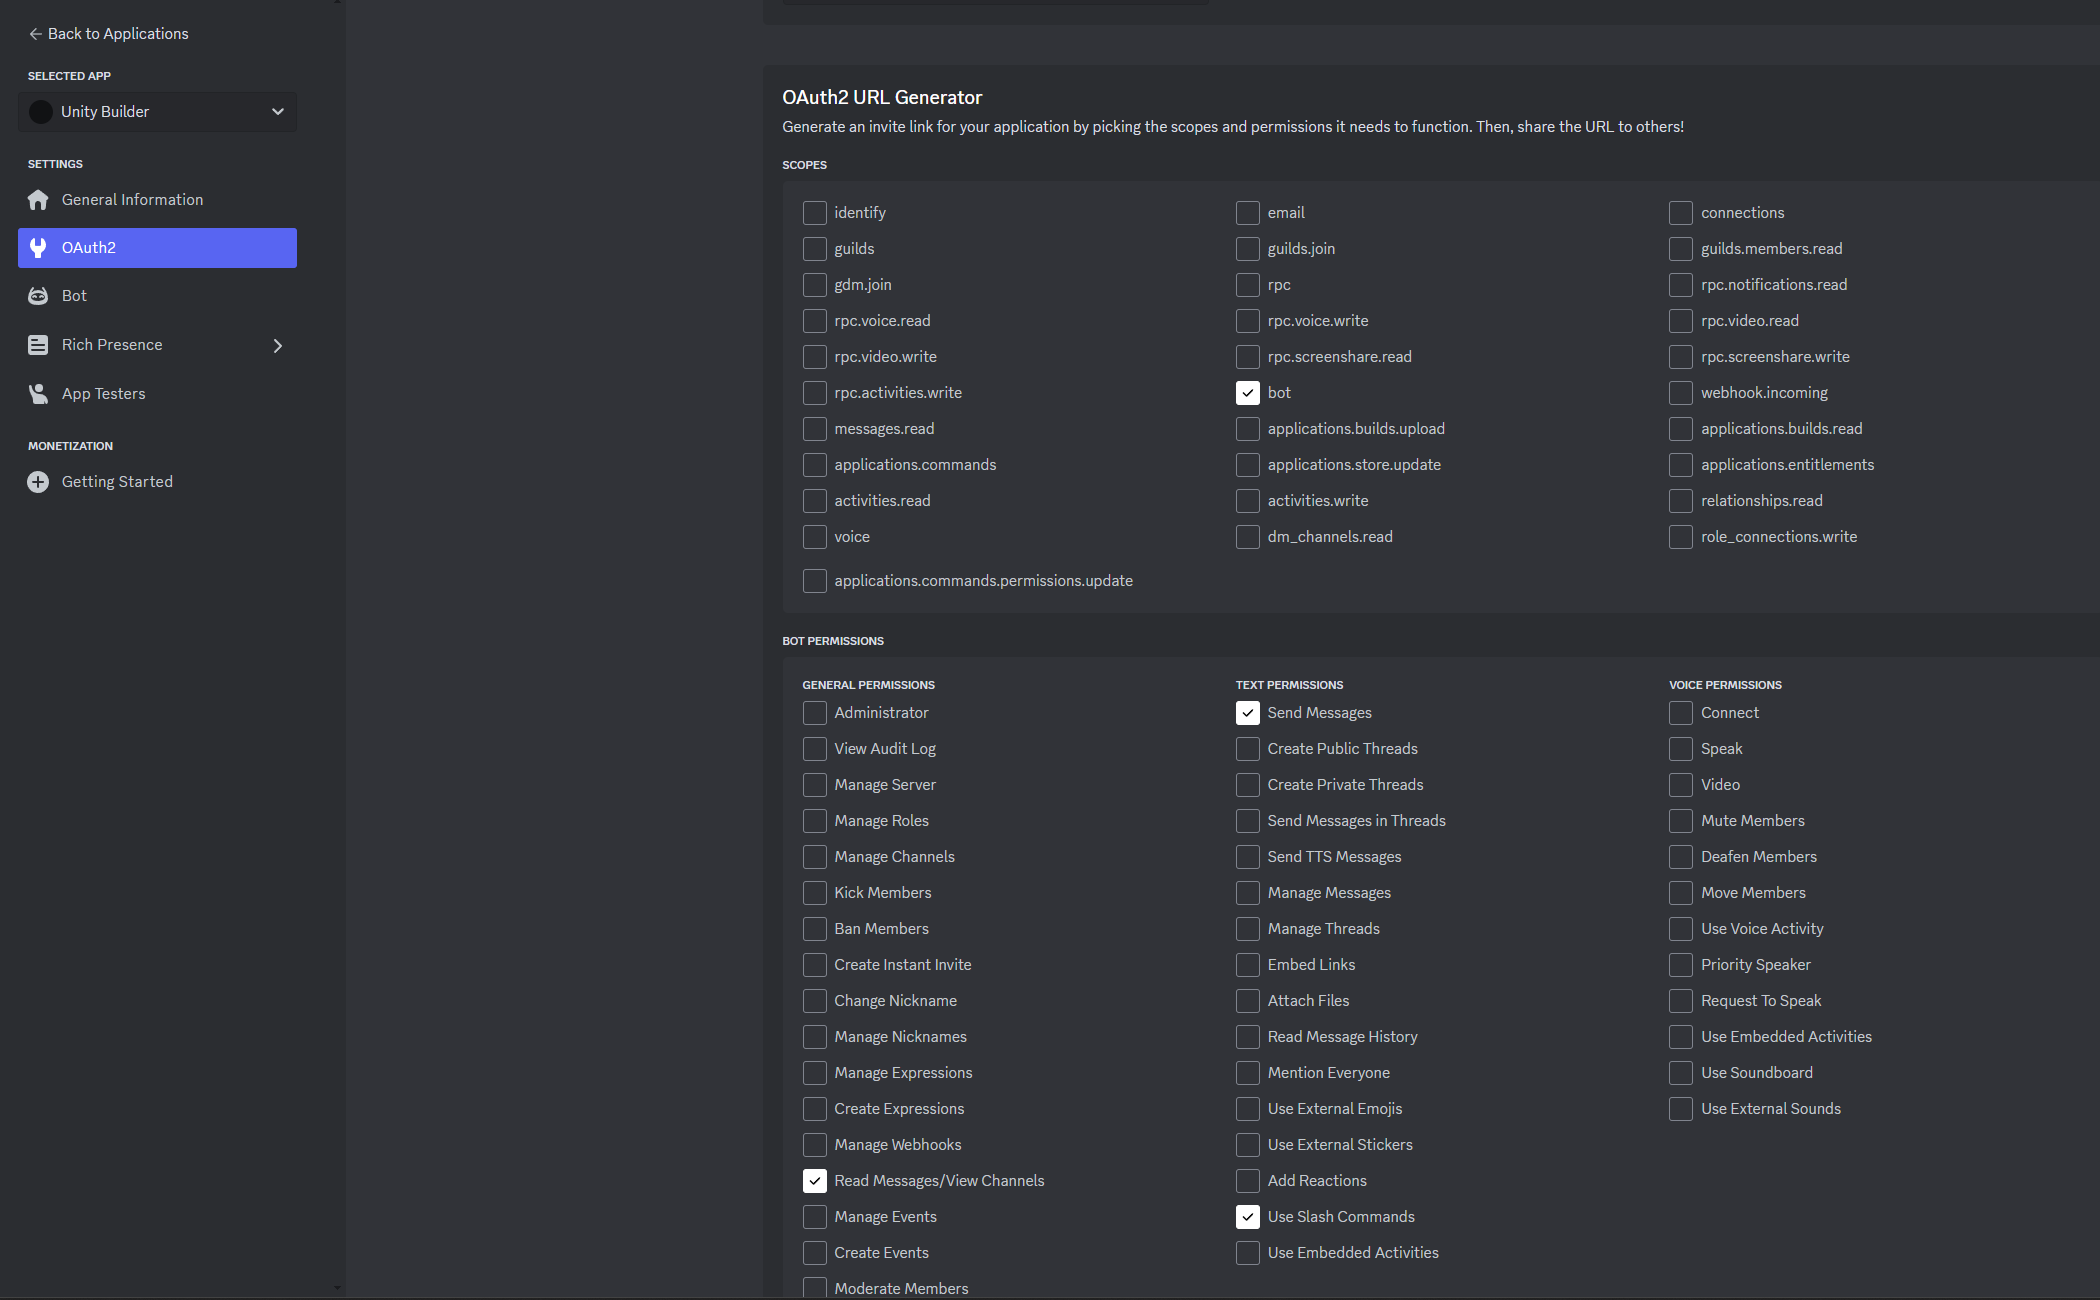 Back to Applications
SELECTED APP
Unity Builder
SETTINGS
General Information
OAuth2
Bot
Rich Presence
App Testers
MONETIZATION
Getting Started
OAuth2 URL Generator
Generate an invite link for your application by picking the scopes and permissions it needs to function. Then, share the URL to others!
SCOPES
identify email connections
guilds guilds.join guilds.members.read
gdm.join rpc rpc.notifications.read
rpc.voice.read rpc.voice.write rpc.video.read
rpc.video.write rpc.screenshare.read rpc.screenshare.write
rpc.activities.write bot webhook.incoming
messages.read applications.builds.upload applications.builds.read
applications.commands applications.store.update applications.entitlements
activities.read activities.write relationships.read
voice dm_channels.read role_connections.write
applications.commands.permissions.update
BOT PERMISSIONS
GENERAL PERMISSIONS
Administrator
View Audit Log
Manage Server
Manage Roles
Manage Channels
Kick Members
Ban Members
Create Instant Invite
Change Nickname
Manage Nicknames
Manage Expressions
Create Expressions
Manage Webhooks
Read Messages/View Channels
Manage Events
Create Events
Moderate Members
TEXT PERMISSIONS
Send Messages
Create Public Threads
Create Private Threads
Send Messages in Threads
Send TTS Messages
Manage Messages
Manage Threads
Embed Links
Attach Files
Read Message History
Mention Everyone
Use External Emojis
Use External Stickers
Add Reactions
Use Slash Commands
Use Embedded Activities
VOICE PERMISSIONS
Connect
Speak
Video
Mute Members
Deafen Members
Move Members
Use Voice Activity
Priority Speaker
Request To Speak
Use Embedded Activities
Use Soundboard
Use External Sounds